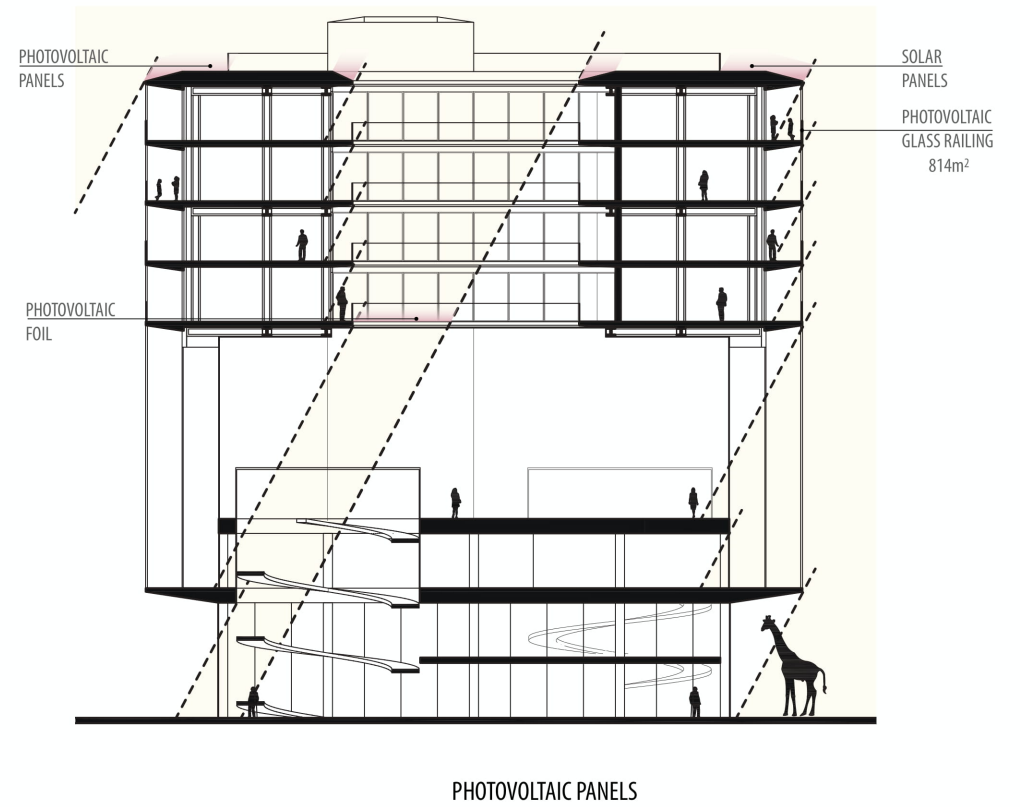 PHOTOVOLTAIC
PANELS
SOLAR
PANELS
PHOTOVOLTAIC
GLASS RAILING
814m²
PHOTOVOLTAIC
FOIL
PHOTOVOLTAIC PANELS